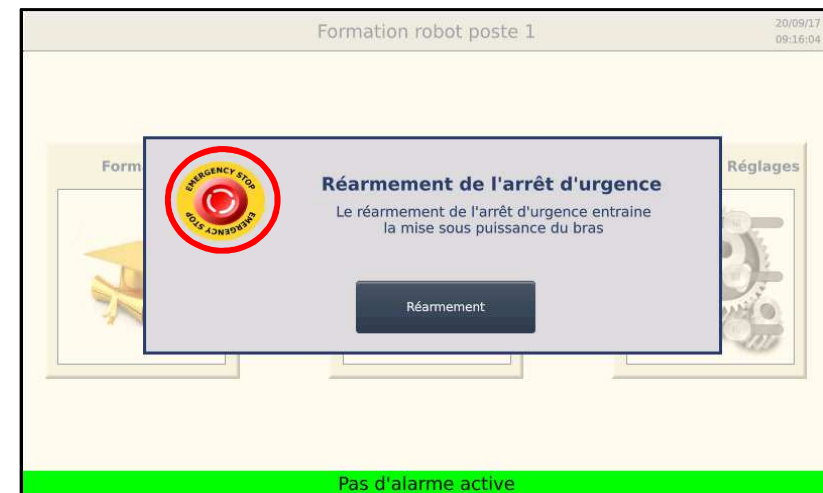 Formation robot poste 1
20/09/17
09:16:04
Form
Réglages
EMERGENCY STOP
EMERGENCY STOP
Réarmement de l'arrêt d'urgence
Le réarmement de l'arrêt d'urgence entraine
la mise sous puissance du bras
Réarmement
Pas d'alarme active